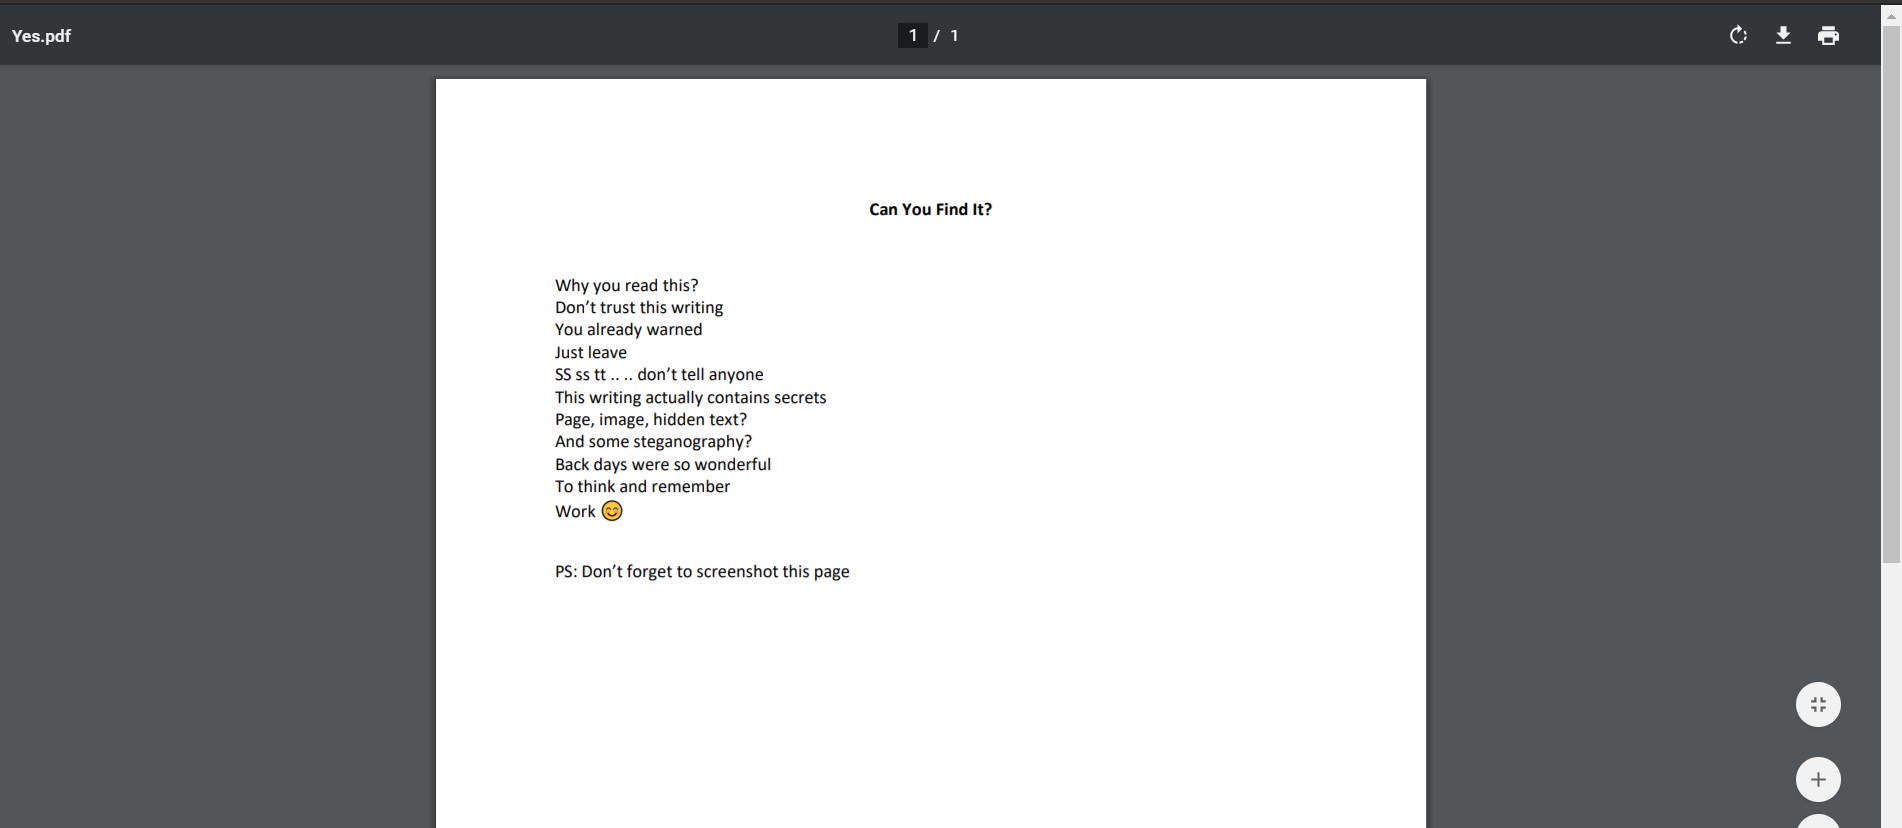 Yes.pdf
1 / 1
Can You Find It?
Why you read this?
Don’t trust this writing
You already warned
Just leave
SS ss tt .. .. don’t tell anyone
This writing actually contains secrets
Page, image, hidden text?
And some steganography?
Back days were so wonderful
To think and remember
Work 😊
PS: Don’t forget to screenshot this page